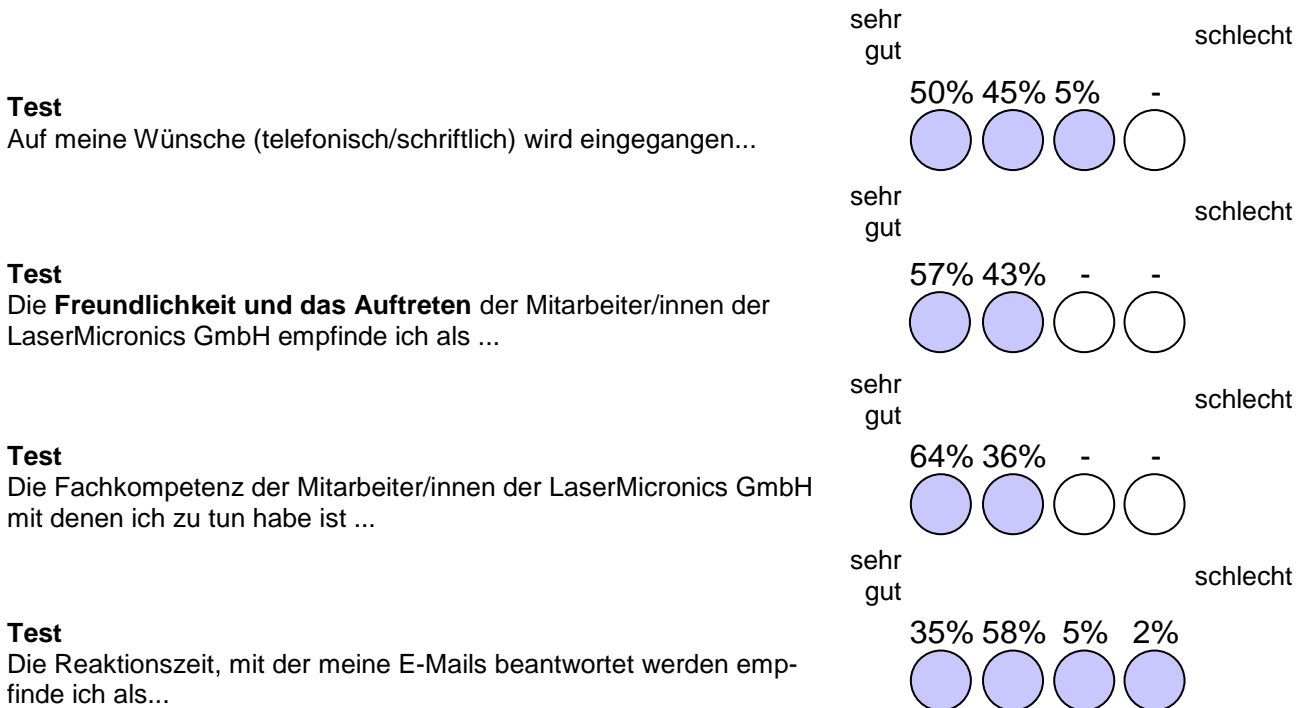 sehr
gut
schlecht
50% 45% 5% -
Test
Auf meine Wünsche (telefonisch/schriftlich) wird eingegangen...
sehr
gut
schlecht
57% 43% - -
Test
Die Freundlichkeit und das Auftreten der Mitarbeiter/innen der
LaserMicronics GmbH empfinde ich als ...
sehr
gut
schlecht
64% 36% - -
Test
Die Fachkompetenz der Mitarbeiter/innen der LaserMicronics GmbH
mit denen ich zu tun habe ist ...
sehr
gut
schlecht
35% 58% 5% 2%
Test
Die Reaktionszeit, mit der meine E-Mails beantwortet werden emp-
finde ich als...